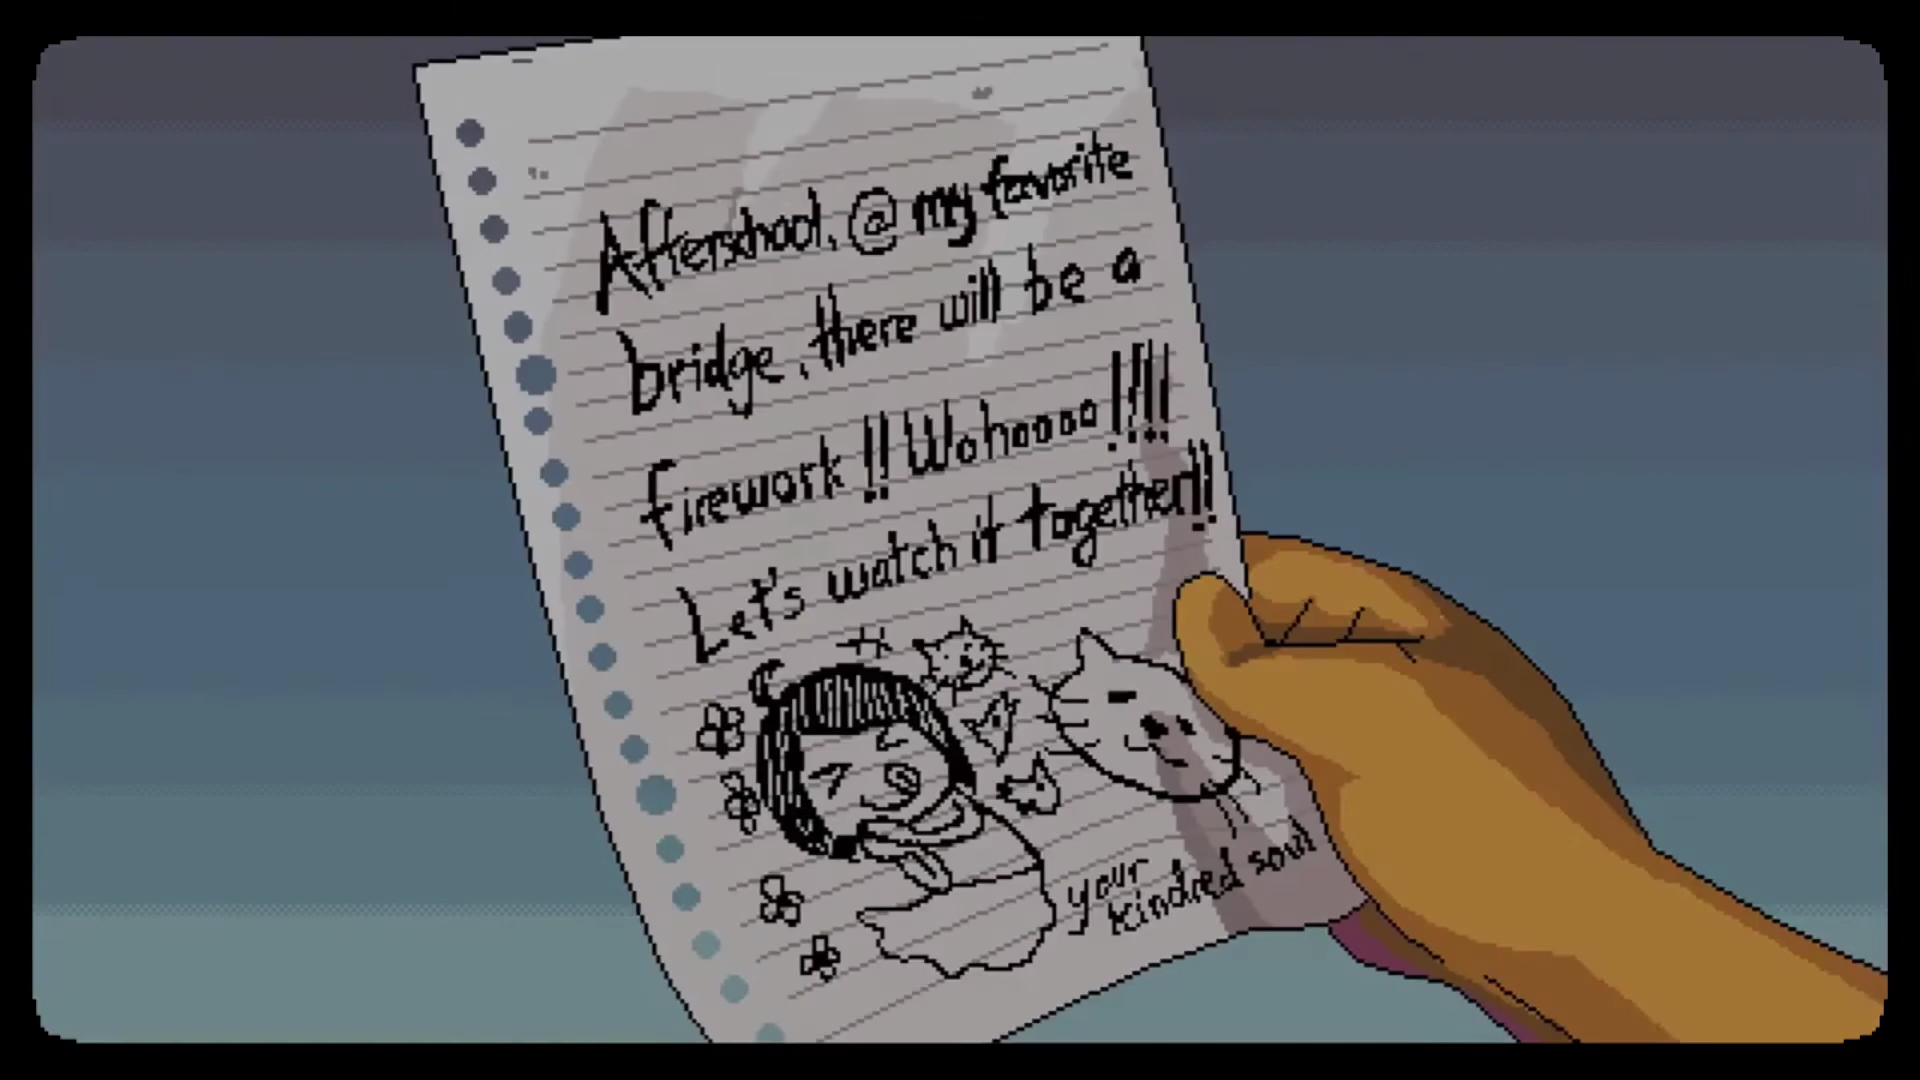 Afterschool, @ my favorite
bridge, there will be a
firework !! Wohoooo !!!!
Let's watch it together!!
your
kindred soul